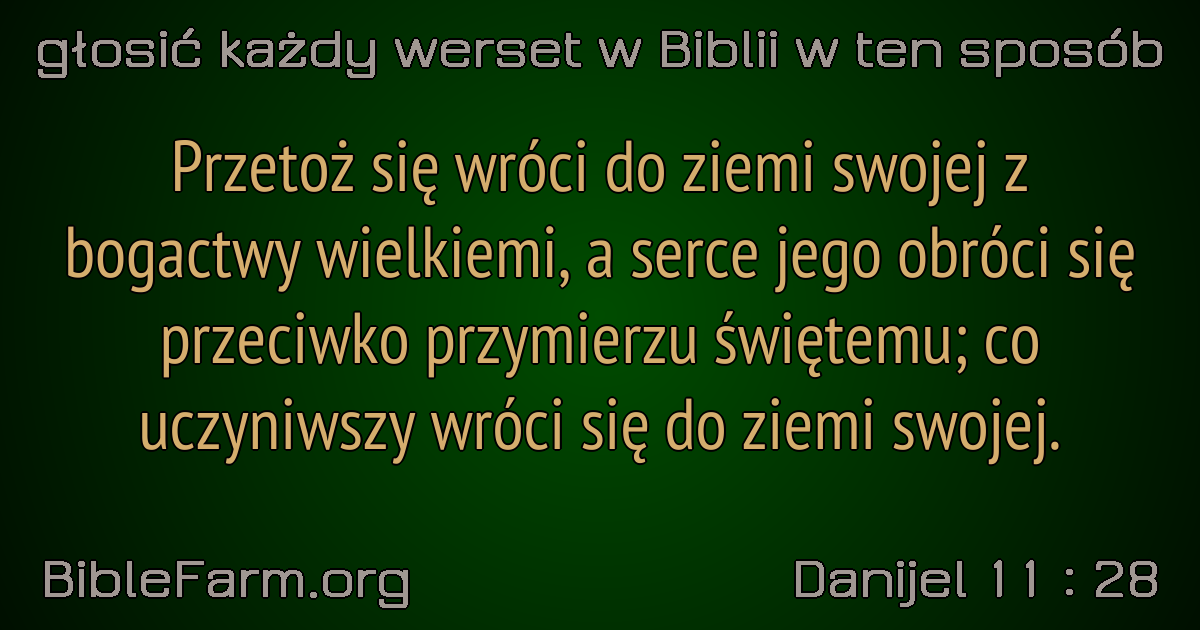 głosić każdy werset w Biblii w ten sposób
Przetoż się wróci do ziemi swojej z
bogactwy wielkiemi, a serce jego obróci się
przeciwko przymierzu świętemu; co
uczyniwszy wróci się do ziemi swojej.
BibleFarm.org
Danijel 11 : 28